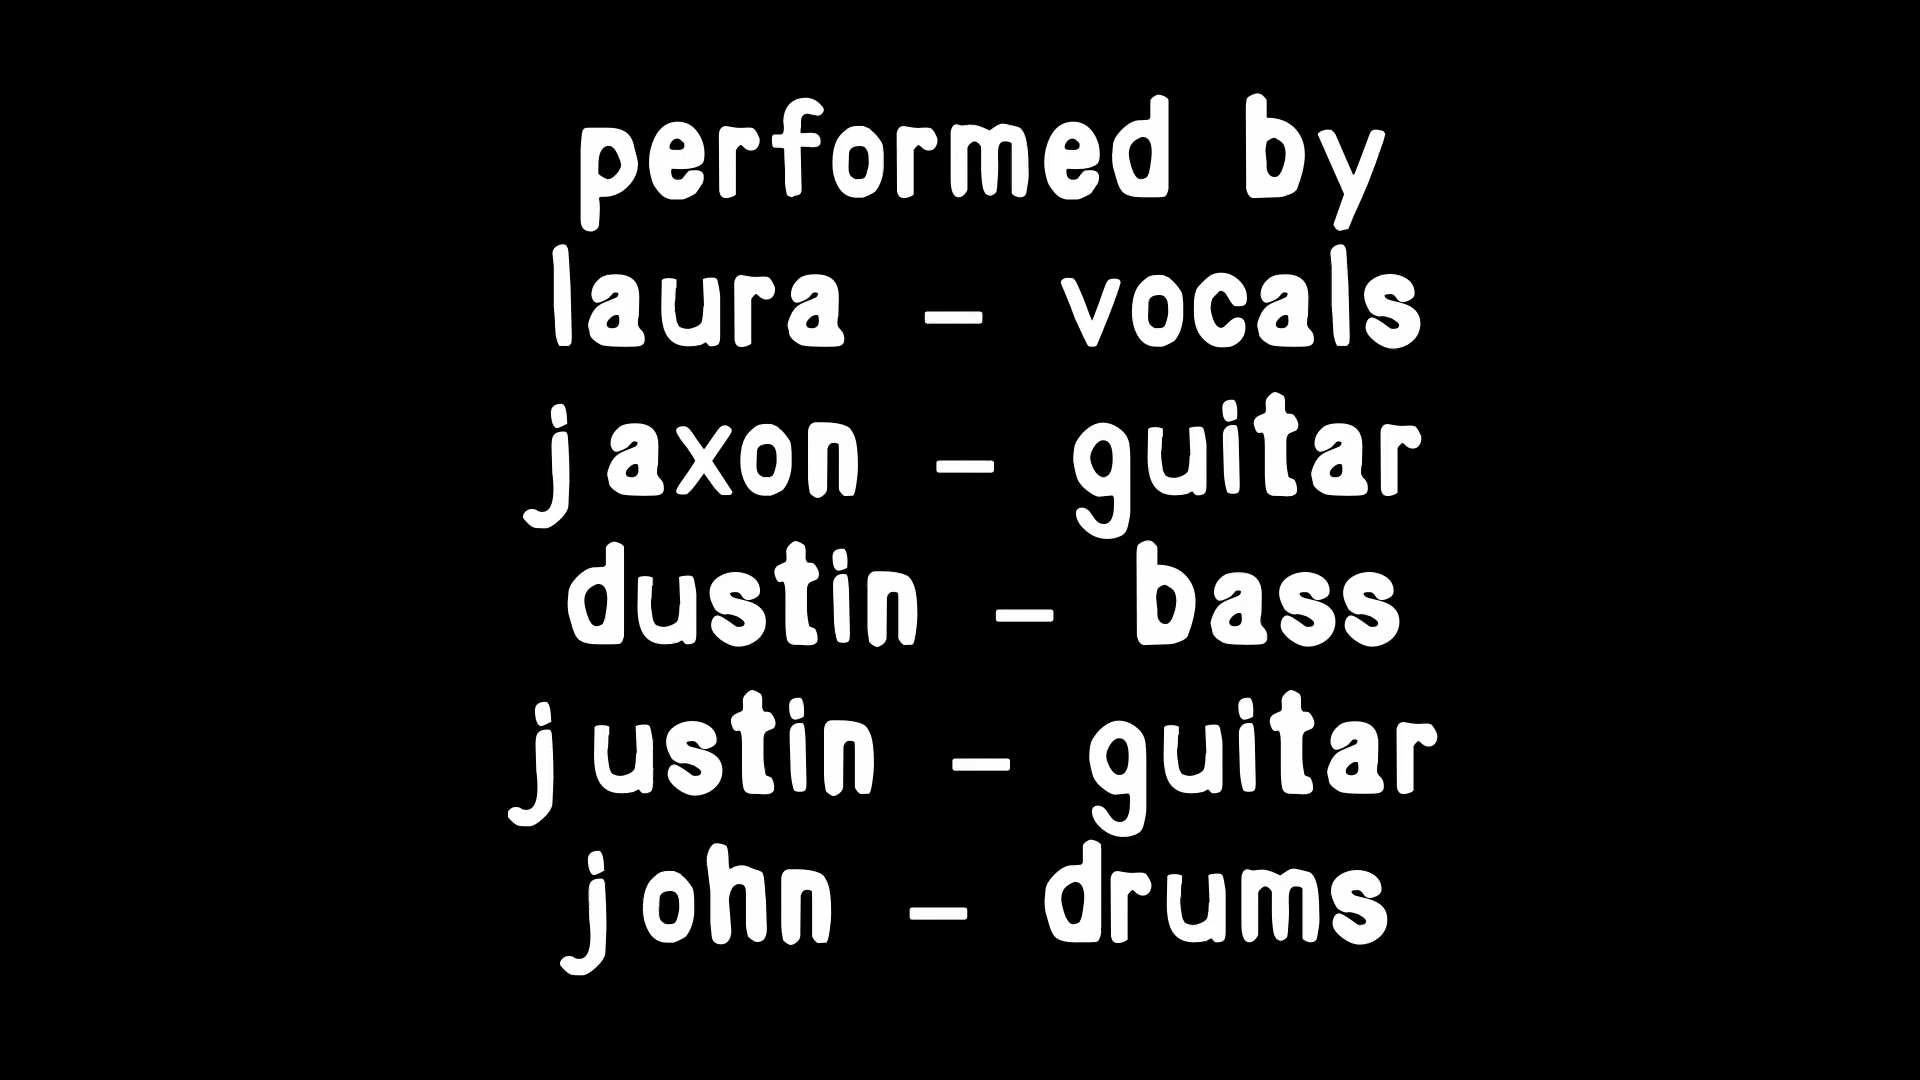 performed by
laura - vocals
jaxon - guitar
dustin - bass
justin - guitar
john - drums